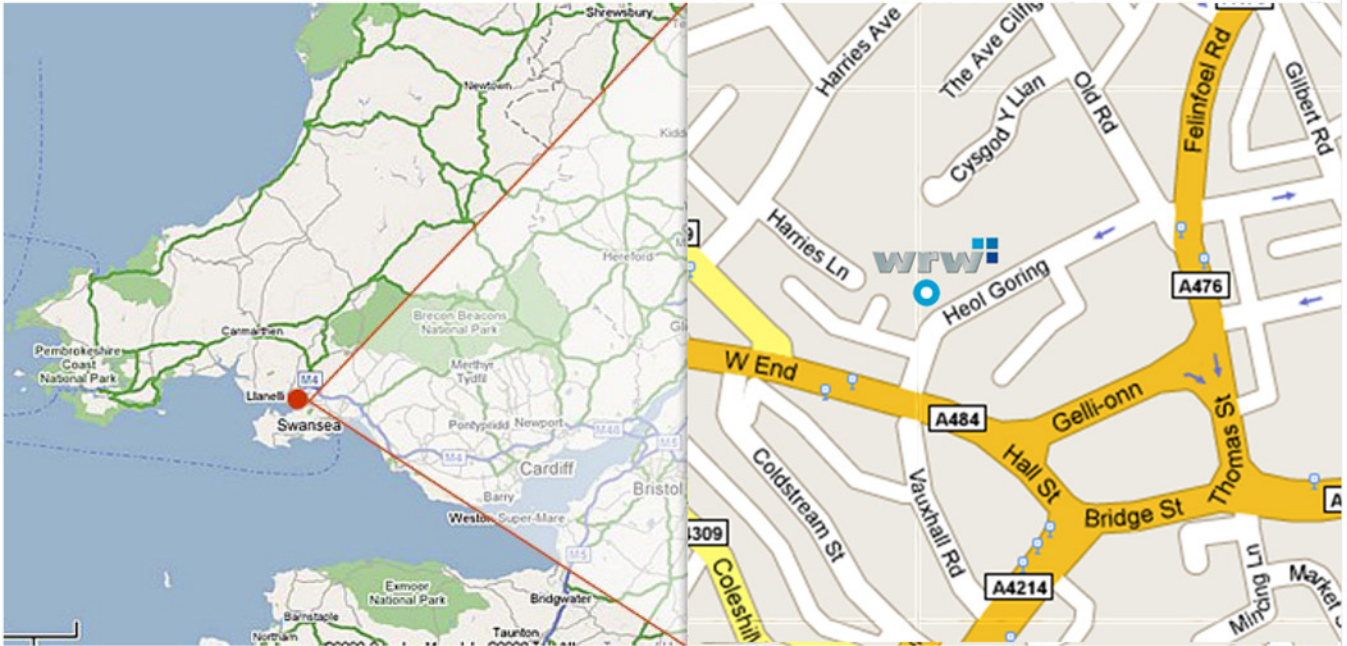 Shrewsbury
Newtown
Hereford
Brecon Beacons
National Park
Carmarthen
Pembrokeshire
Coast
National Park
Merthyr
Tydfil
M4
Llanelli
Swansea
Pontypridd
Newport
M48
M5
M4
Cardiff
Bristol
Barry
Weston-Super-Mare
M5
Exmoor
National Park
Bridgwater
Barnstaple
Taunton
Northam
Harries Ave
The Ave Cilfig
Old Rd
Felinfoel Rd
Gilbert Rd
Cysgod Y Llan
Harries Ln
wrw
Heol Goring
A476
W End
A484
Gelli-onn
Hall St
Thomas St
Bridge St
Coldstream St
Vauxhall Rd
A4214
Coleshill
Ming Ln
Market